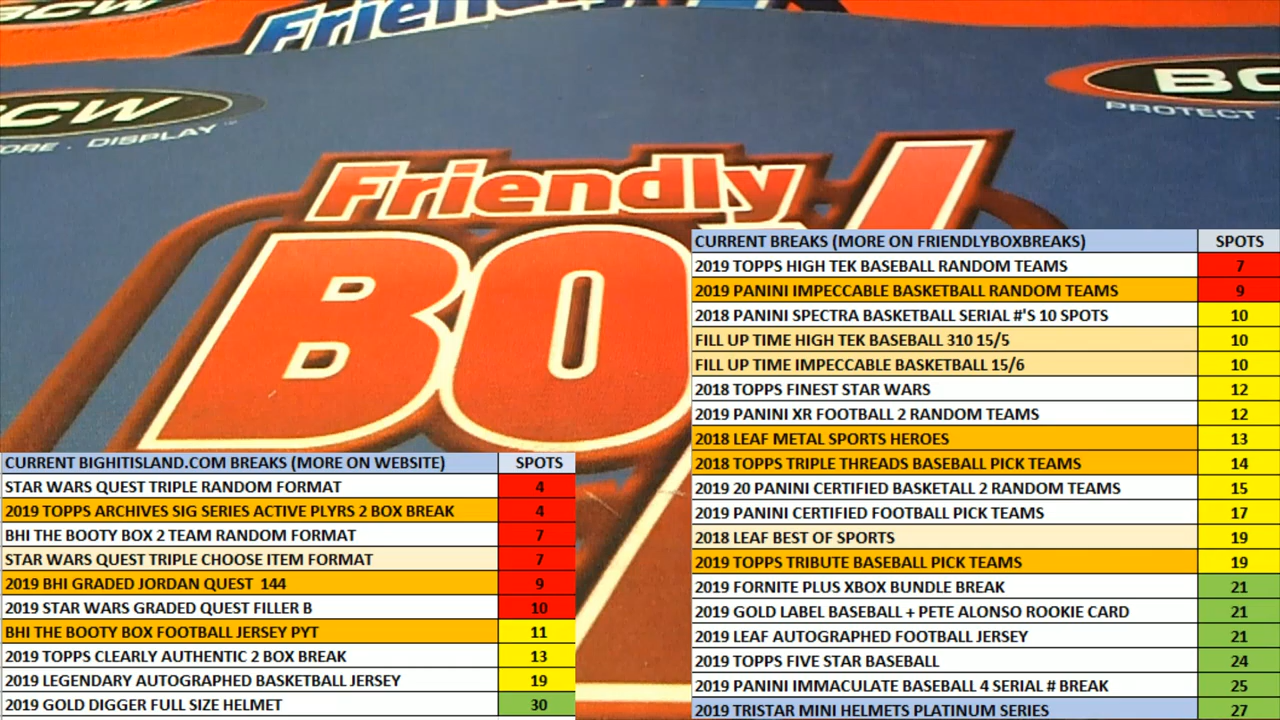 Friendly
BCW
STORE . DISPLAY ™
PROTECT .
Friendly
BOX
CURRENT BREAKS (MORE ON FRIENDLYBOXBREAKS) SPOTS
2019 TOPPS HIGH TEK BASEBALL RANDOM TEAMS 7
2019 PANINI IMPECCABLE BASKETBALL RANDOM TEAMS 9
2018 PANINI SPECTRA BASKETBALL SERIAL #'S 10 SPOTS 10
FILL UP TIME HIGH TEK BASEBALL 310 15/5 10
FILL UP TIME IMPECCABLE BASKETBALL 15/6 10
2018 TOPPS FINEST STAR WARS 12
2019 PANINI XR FOOTBALL 2 RANDOM TEAMS 12
2018 LEAF METAL SPORTS HEROES 13
2018 TOPPS TRIPLE THREADS BASEBALL PICK TEAMS 14
2019 20 PANINI CERTIFIED BASKETALL 2 RANDOM TEAMS 15
2019 PANINI CERTIFIED FOOTBALL PICK TEAMS 17
2018 LEAF BEST OF SPORTS 19
2019 TOPPS TRIBUTE BASEBALL PICK TEAMS 19
2019 FORNITE PLUS XBOX BUNDLE BREAK 21
2019 GOLD LABEL BASEBALL + PETE ALONSO ROOKIE CARD 21
2019 LEAF AUTOGRAPHED FOOTBALL JERSEY 21
2019 TOPPS FIVE STAR BASEBALL 24
2019 PANINI IMMACULATE BASEBALL 4 SERIAL # BREAK 25
2019 TRISTAR MINI HELMETS PLATINUM SERIES 27
CURRENT BIGHITISLAND.COM BREAKS (MORE ON WEBSITE) SPOTS
STAR WARS QUEST TRIPLE RANDOM FORMAT 4
2019 TOPPS ARCHIVES SIG SERIES ACTIVE PLYRS 2 BOX BREAK 4
BHI THE BOOTY BOX 2 TEAM RANDOM FORMAT 7
STAR WARS QUEST TRIPLE CHOOSE ITEM FORMAT 7
2019 BHI GRADED JORDAN QUEST 144 9
2019 STAR WARS GRADED QUEST FILLER B 10
BHI THE BOOTY BOX FOOTBALL JERSEY PYT 11
2019 TOPPS CLEARLY AUTHENTIC 2 BOX BREAK 13
2019 LEGENDARY AUTOGRAPHED BASKETBALL JERSEY 19
2019 GOLD DIGGER FULL SIZE HELMET 30